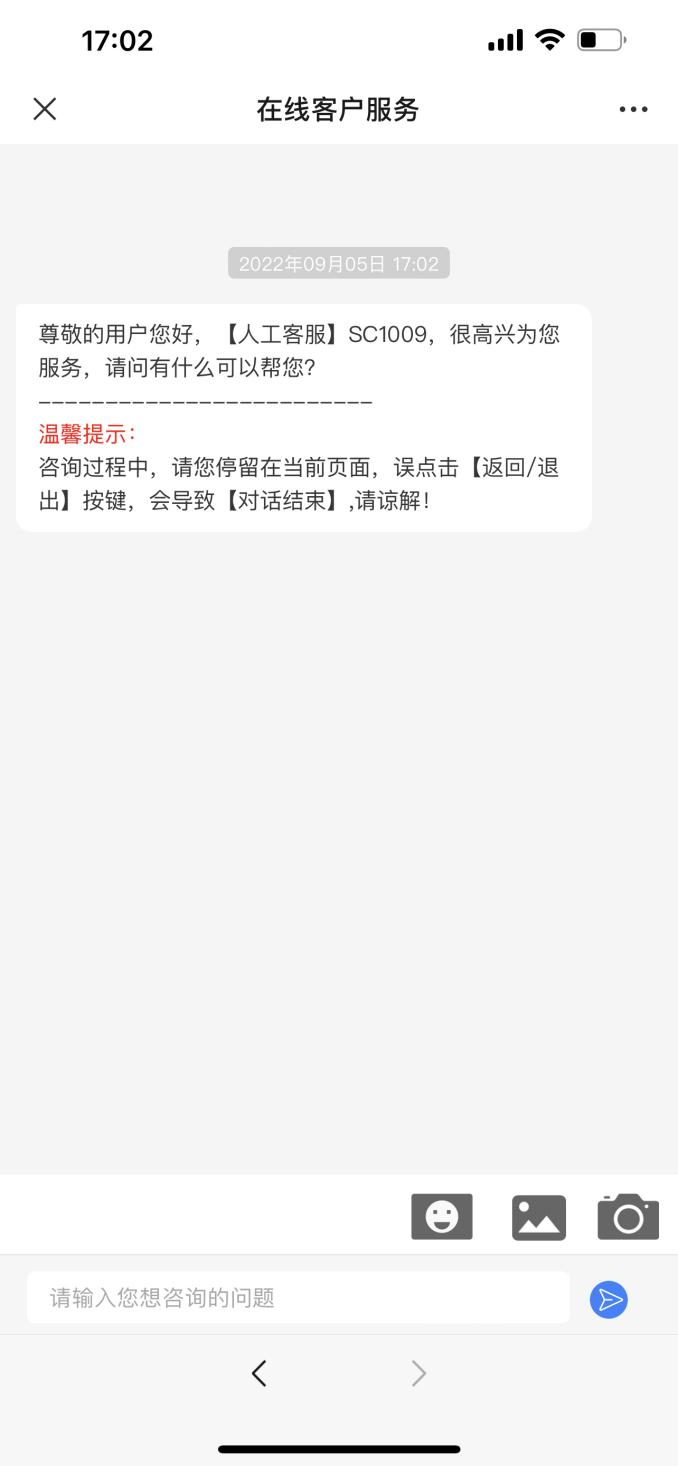 17:02
在线客户服务
2022年09月05日 17:02
尊敬的用户您好，【人工客服】SC1009，很高兴为您
服务，请问有什么可以帮您?
-------------------------
温馨提示：
咨询过程中，请您停留在当前页面，误点击【返回/退
出】按键，会导致【对话结束】,请谅解！
请输入您想咨询的问题